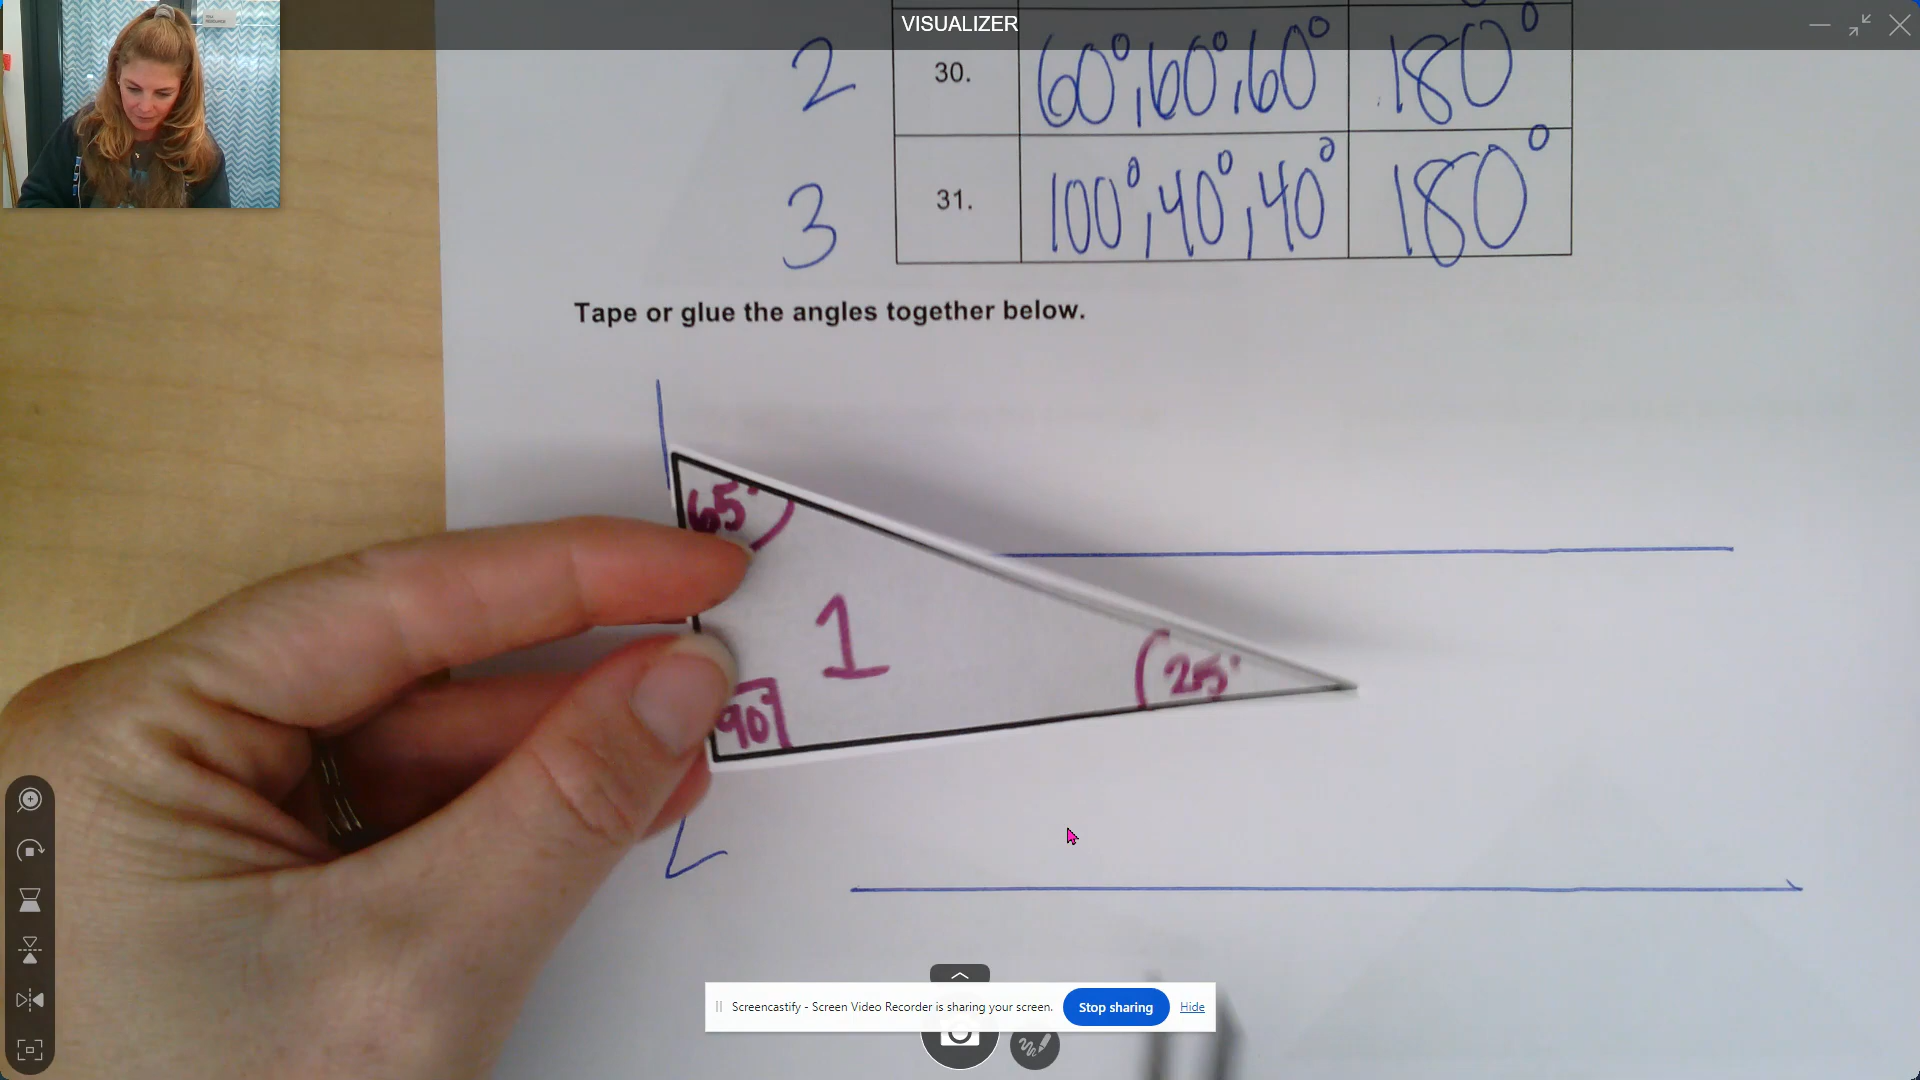 VISUALIZER
2 30. 60°, 60°, 60° 180°
3 31. 100°, 40°, 40° 180°
Tape or glue the angles together below.
65°
1
25°
90
Screencastify - Screen Video Recorder is sharing your screen. Stop sharing Hide